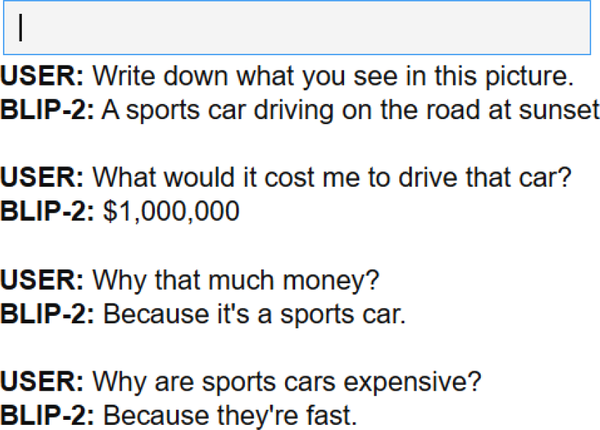 USER: Write down what you see in this picture.
BLIP-2: A sports car driving on the road at sunset
USER: What would it cost me to drive that car?
BLIP-2: $1,000,000
USER: Why that much money?
BLIP-2: Because it's a sports car.
USER: Why are sports cars expensive?
BLIP-2: Because they're fast.